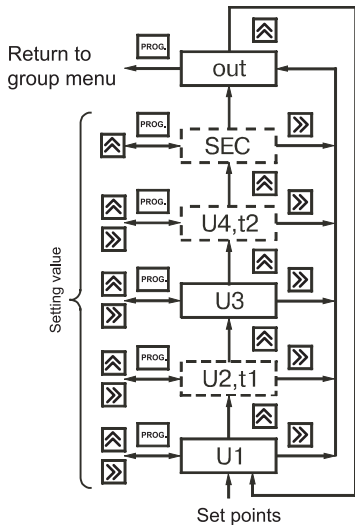 Return to
group menu
PROG.
out
PROG.
SEC
PROG.
U4,t2
PROG.
U3
PROG.
U2,t1
PROG.
U1
Setting value
Set points